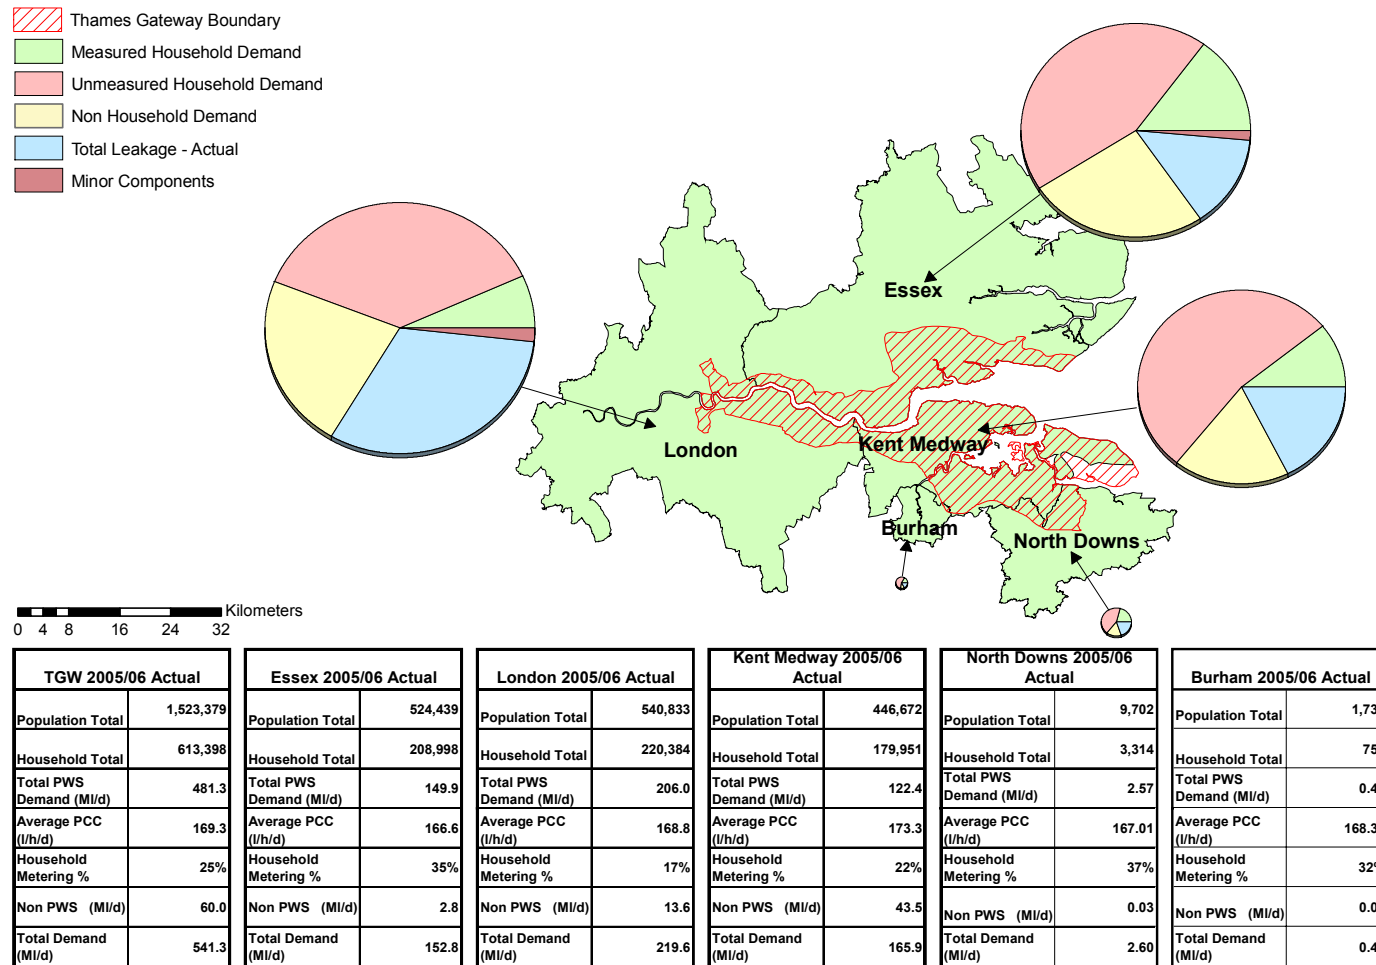 Thames Gateway Boundary
Measured Household Demand
Unmeasured Household Demand
Non Household Demand
Total Leakage - Actual
Minor Components
Essex
London
Kent Medway
Burham
North Downs
Kilometers
0 4 8 16 24 32
TGW 2005/06 Actual
Population Total 1,523,379
Household Total 613,398
Total PWS
Demand (Ml/d) 481.3
Average PCC
(l/h/d) 169.3
Household
Metering % 25%
Non PWS (Ml/d) 60.0
Total Demand
(Ml/d) 541.3
Essex 2005/06 Actual
Population Total 524,439
Household Total 208,998
Total PWS
Demand (Ml/d) 149.9
Average PCC
(l/h/d) 166.6
Household
Metering % 35%
Non PWS (Ml/d) 2.8
Total Demand
(Ml/d) 152.8
London 2005/06 Actual
Population Total 540,833
Household Total 220,384
Total PWS
Demand (Ml/d) 206.0
Average PCC
(l/h/d) 168.8
Household
Metering % 17%
Non PWS (Ml/d) 13.6
Total Demand
(Ml/d) 219.6
Kent Medway 2005/06
Actual
Population Total 446,672
Household Total 179,951
Total PWS
Demand (Ml/d) 122.4
Average PCC
(l/h/d) 173.3
Household
Metering % 22%
Non PWS (Ml/d) 43.5
Total Demand
(Ml/d) 165.9
North Downs 2005/06
Actual
Population Total 9,702
Household Total 3,314
Total PWS
Demand (Ml/d) 2.57
Average PCC
(l/h/d) 167.01
Household
Metering % 37%
Non PWS (Ml/d) 0.03
Total Demand
(Ml/d) 2.60
Burham 2005/06 Actual
Population Total 1,73
Household Total 75
Total PWS
Demand (Ml/d) 0.4
Average PCC
(l/h/d) 168.3
Household
Metering % 32%
Non PWS (Ml/d) 0.0
Total Demand
(Ml/d) 0.4